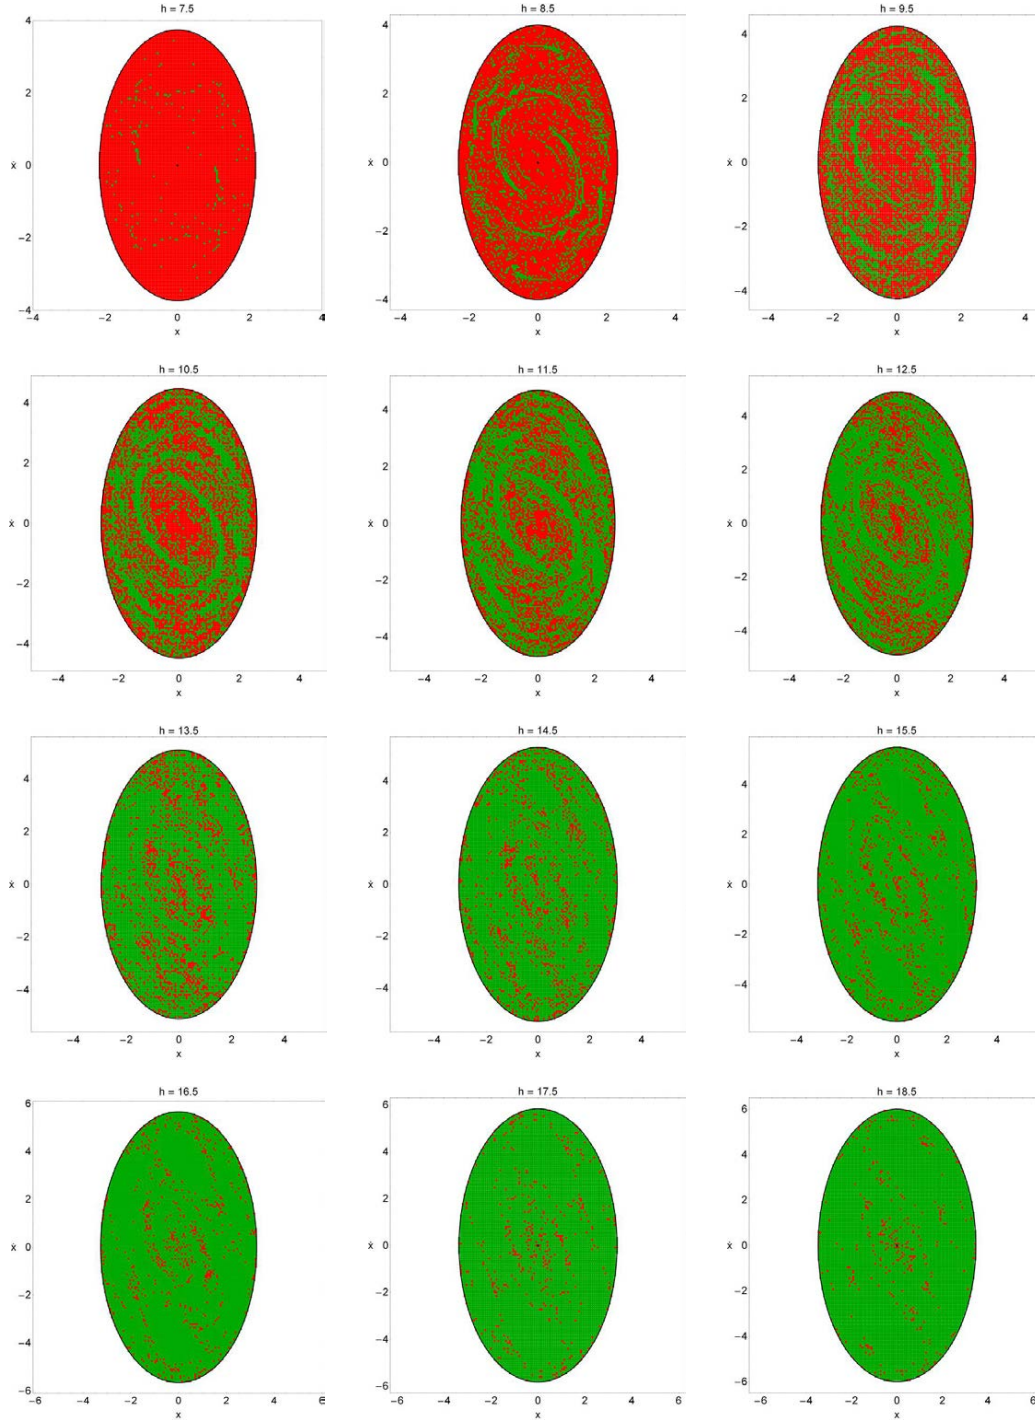 h = 7.5
4
2
ẋ 0
−2
−4
−4 −2 0 2 4
x
h = 8.5
4
2
ẋ 0
−2
−4
−4 −2 0 2 4
x
h = 9.5
4
2
ẋ 0
−2
−4
−4 −2 0 2 4
x
h = 10.5
4
2
ẋ 0
−2
−4
−4 −2 0 2 4
x
h = 11.5
4
2
ẋ 0
−2
−4
−4 −2 0 2 4
x
h = 12.5
4
2
ẋ 0
−2
−4
−4 −2 0 2 4
x
h = 13.5
4
2
ẋ 0
−2
−4
−4 −2 0 2 4
x
h = 14.5
4
2
ẋ 0
−2
−4
−4 −2 0 2 4
x
h = 15.5
4
2
ẋ 0
−2
−4
−4 −2 0 2 4
x
h = 16.5
6
4
2
ẋ 0
−2
−4
−6
−6 −4 −2 0 2 4 6
x
h = 17.5
6
4
2
ẋ 0
−2
−4
−6
−6 −4 −2 0 2 4 6
x
h = 18.5
6
4
2
ẋ 0
−2
−4
−6
−6 −4 −2 0 2 4 6
x